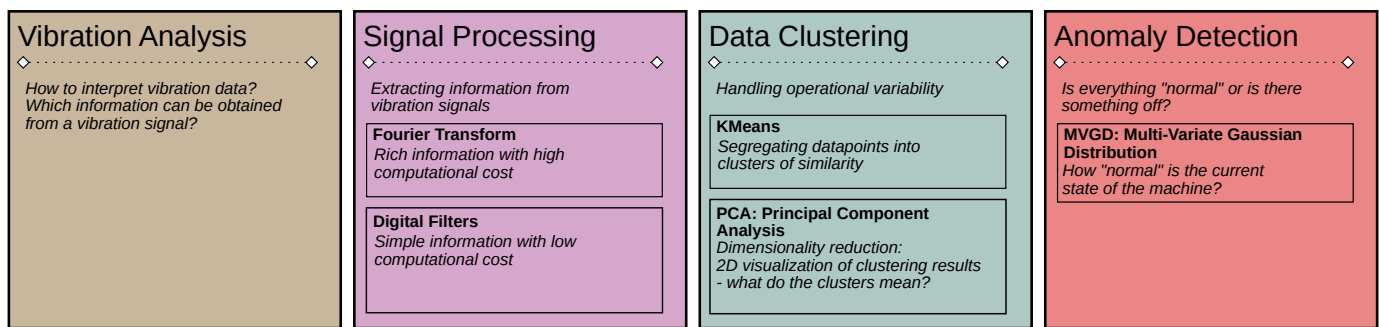 Vibration Analysis
How to interpret vibration data?
Which information can be obtained
from a vibration signal?
Signal Processing
Extracting information from
vibration signals
Fourier Transform
Rich information with high
computational cost
Digital Filters
Simple information with low
computational cost
Data Clustering
Handling operational variability
KMeans
Segregating datapoints into
clusters of similarity
PCA: Principal Component
Analysis
Dimensionality reduction:
2D visualization of clustering results
- what do the clusters mean?
Anomaly Detection
Is everything "normal" or is there
something off?
MVGD: Multi-Variate Gaussian
Distribution
How "normal" is the current
state of the machine?